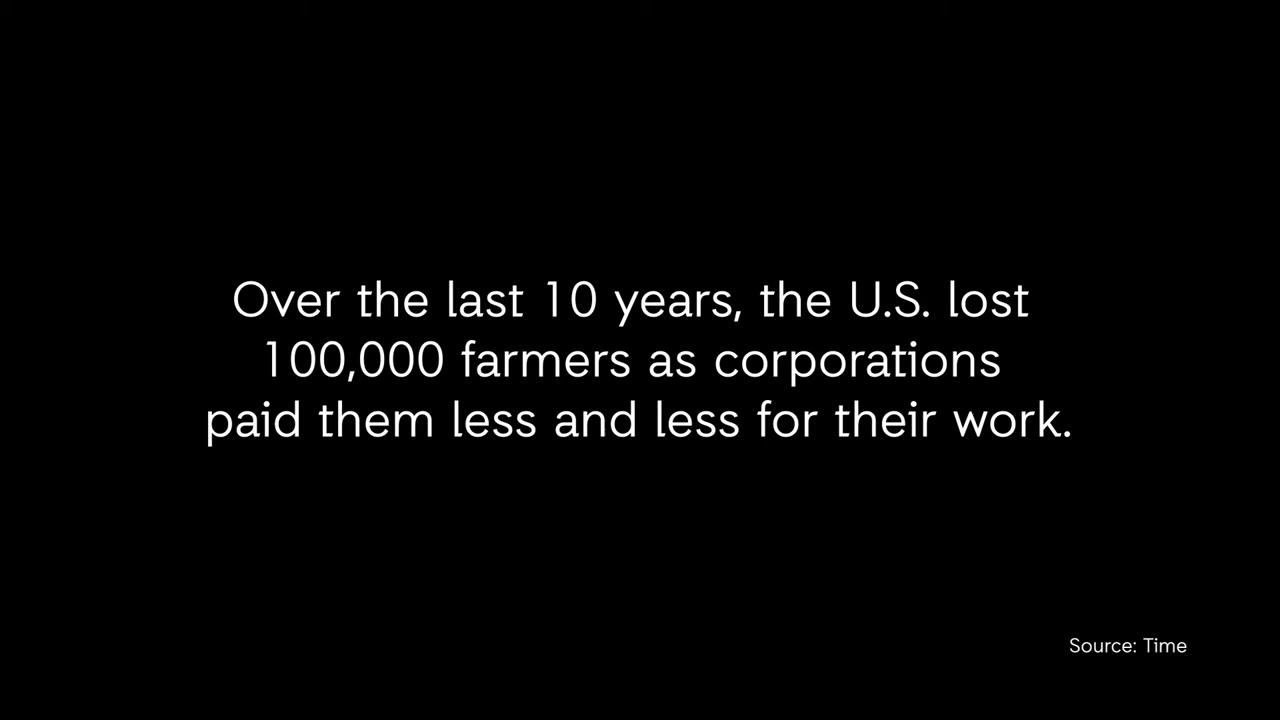 Over the last 10 years, the U.S. lost
100,000 farmers as corporations
paid them less and less for their work.
Source: Time